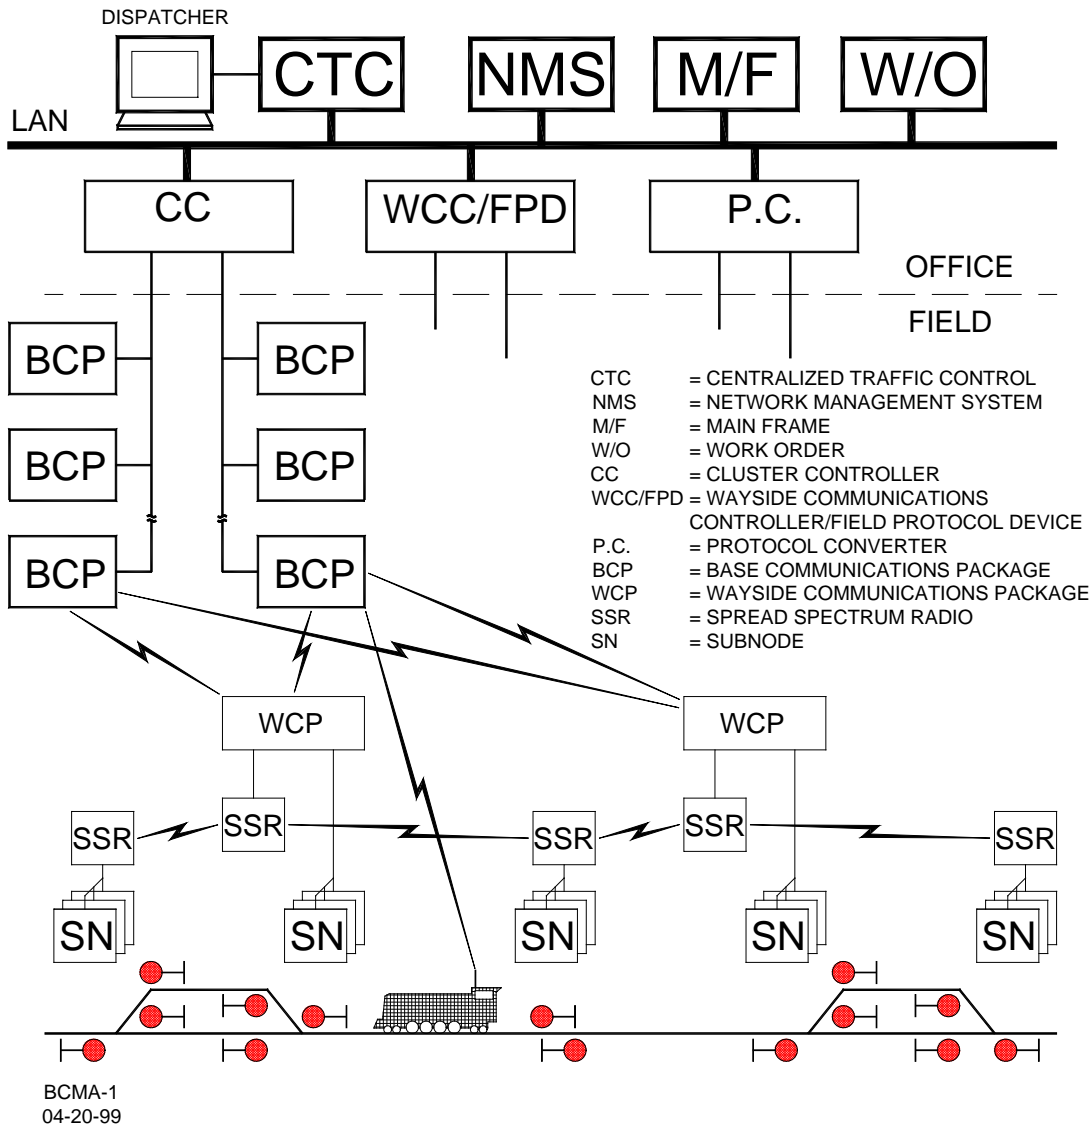 DISPATCHER
CTC NMS M/F W/O
LAN
CC WCC/FPD P.C.
OFFICE
FIELD
BCP BCP
BCP BCP
BCP BCP
CTC = CENTRALIZED TRAFFIC CONTROL
NMS = NETWORK MANAGEMENT SYSTEM
M/F = MAIN FRAME
W/O = WORK ORDER
CC = CLUSTER CONTROLLER
WCC/FPD = WAYSIDE COMMUNICATIONS
CONTROLLER/FIELD PROTOCOL DEVICE
P.C. = PROTOCOL CONVERTER
BCP = BASE COMMUNICATIONS PACKAGE
WCP = WAYSIDE COMMUNICATIONS PACKAGE
SSR = SPREAD SPECTRUM RADIO
SN = SUBNODE
WCP WCP
SSR SSR SSR SSR SSR
SN SN SN SN SN
BCMA-1
04-20-99